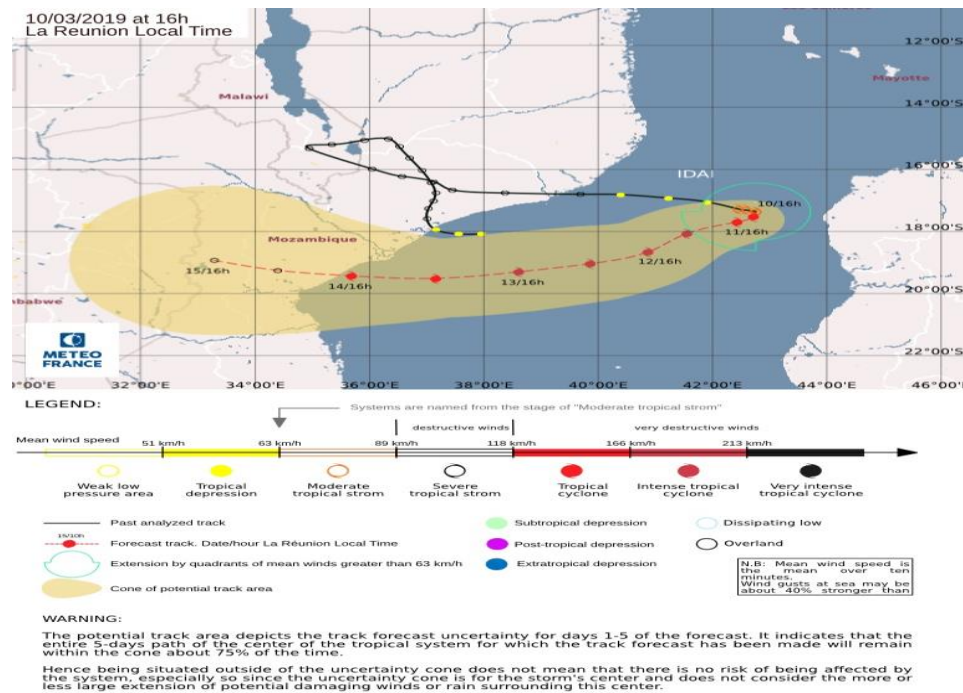 10/03/2019 at 16h
La Reunion Local Time
12°00'S
Mayotte
Malawi
14°00'S
16°00'S
IDAI
10/16h
18°00'S
11/16h
Mozambique
12/16h
15/16h
13/16h
14/16h
20°00'S
METEO
FRANCE
22°00'S
32°00'E 34°00'E 36°00'E 38°00'E 40°00'E 42°00'E 44°00'E 46°00'
LEGEND:
Systems are named from the stage of "Moderate tropical strom"
destructive winds very destructive winds
Mean wind speed 51 km/h 63 km/h 89 km/h 118 km/h 166 km/h 213 km/h
Weak low pressure area
Tropical depression
Moderate tropical strom
Severe tropical strom
Tropical cyclone
Intense tropical cyclone
Very intense tropical cyclone
Past analyzed track
Subtropical depression
Dissipating low
15/10h
Forecast track. Date/hour La Réunion Local Time
Post-tropical depression
Overland
Extension by quadrants of mean winds greater than 63 km/h
Extratropical depression
Cone of potential track area
N.B: Mean wind speed is
the mean over ten
minutes.
Wind gusts at sea may be
about 40% stronger than
WARNING:
The potential track area depicts the track forecast uncertainty for days 1-5 of the forecast. It indicates that the
entire 5-days path of the center of the tropical system for which the track forecast has been made will remain
within the cone about 75% of the time.
Hence being situated outside of the uncertainty cone does not mean that there is no risk of being affected by
the system, especially so since the uncertainty cone is for the storm's center and does not consider the more or
less large extension of potential damaging winds or rain surrounding this center.